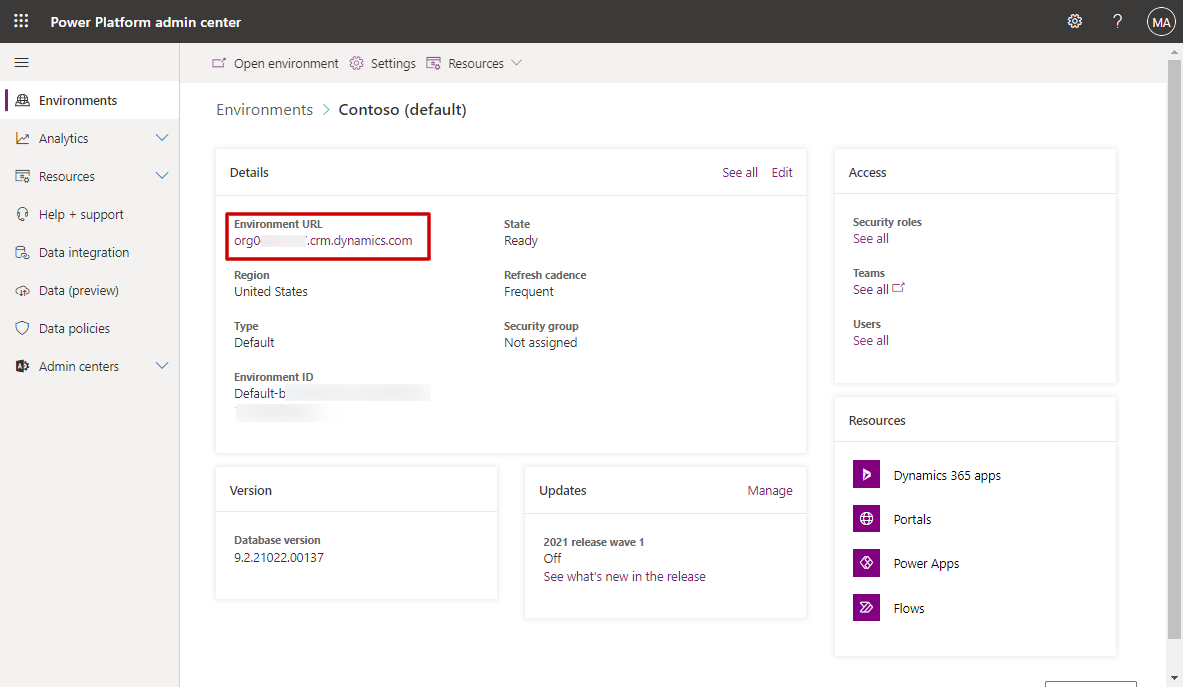 Power Platform admin center
?
MA
Open environment
Settings
Resources
Environments
Analytics
Resources
Help + support
Data integration
Data (preview)
Data policies
Admin centers
Environments > Contoso (default)
Details
See all
Edit
Environment URL
org0 .crm.dynamics.com
State
Ready
Region
United States
Refresh cadence
Frequent
Type
Default
Security group
Not assigned
Environment ID
Default-b
Version
Database version
9.2.21022.00137
Updates
Manage
2021 release wave 1
Off
See what's new in the release
Access
Security roles
See all
Teams
See all
Users
See all
Resources
Dynamics 365 apps
Portals
Power Apps
Flows